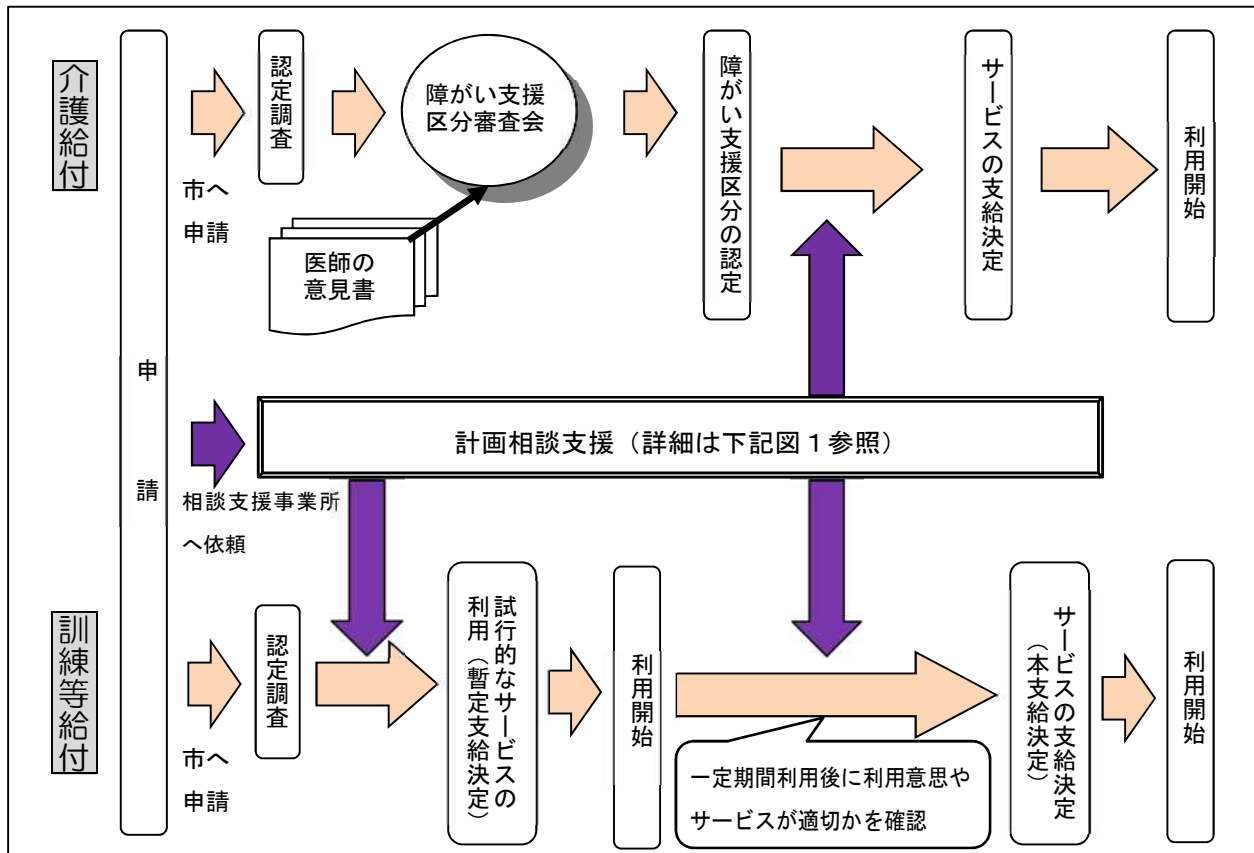 介護給付
申請
市へ
申請
認定調査
障がい支援
区分審査会
医師の
意見書
障がい支援区分の認定
サービスの支給決定
利用開始
相談支援事業所
へ依頼
計画相談支援（詳細は下記図１参照）
訓練等給付
市へ
申請
認定調査
試行的なサービスの
利用（暫定支給決定）
利用開始
一定期間利用後に利用意思や
サービスが適切かを確認
サービスの支給決定
（本支給決定）
利用開始